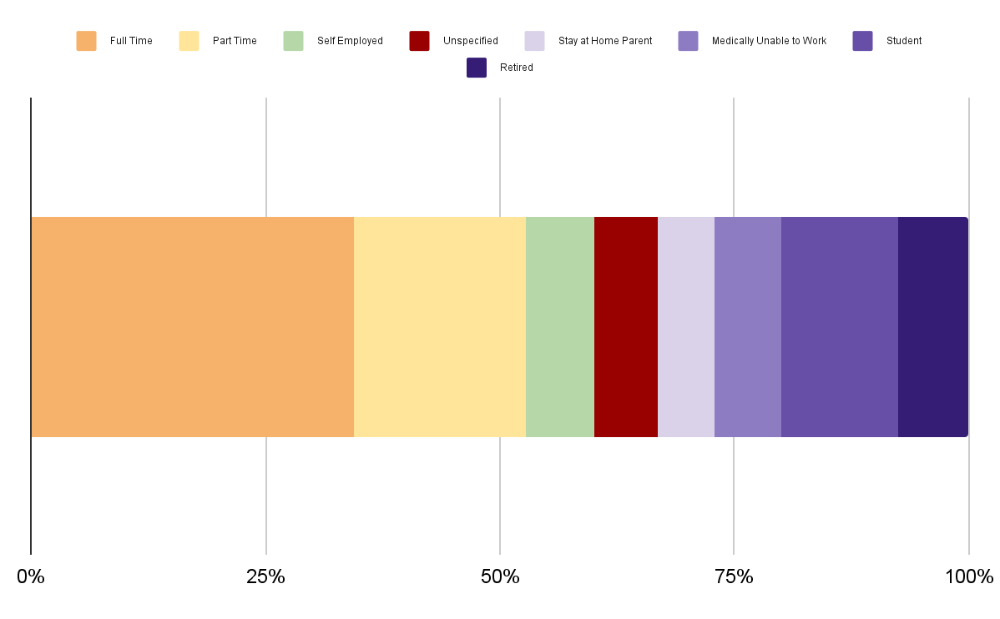 Full Time Part Time Self Employed Unspecified Stay at Home Parent Medically Unable to Work Student
Retired
0% 25% 50% 75% 100%